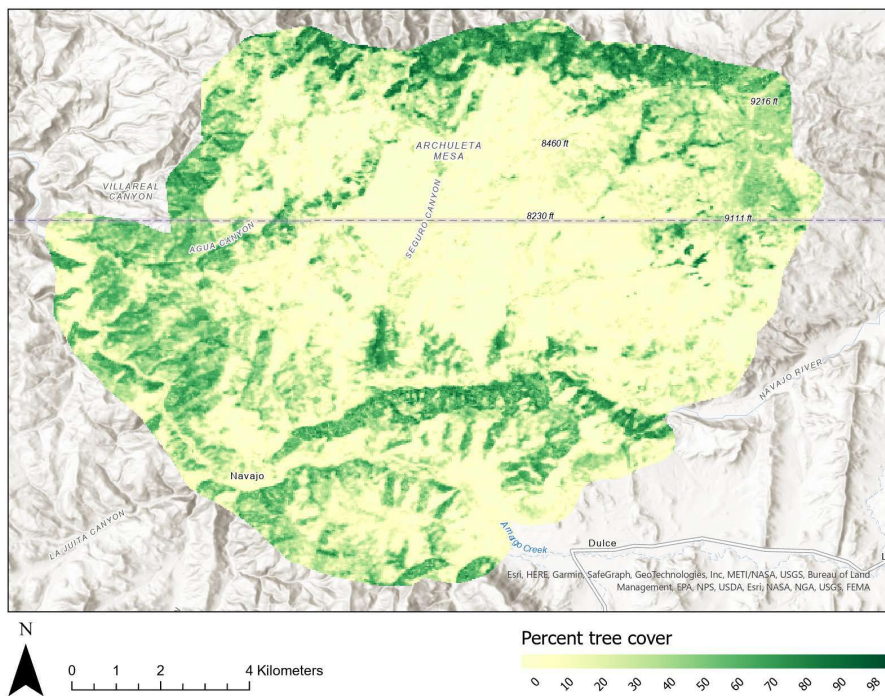 9216 ft
ARCHULETA
MESA
8460 ft
VILLAREAL
CANYON
8230 ft
9111 ft
AGUA CANYON
SEGURO CANYON
NAVAJO RIVER
Navajo
LA JUITA CANYON
Amargo Creek
Dulce
L
Esri, HERE, Garmin, SafeGraph, GeoTechnologies, Inc, METI/NASA, USGS, Bureau of Land
Management, EPA, NPS, USDA, Esri, NASA, NGA, USGS, FEMA
N
0 1 2 4 Kilometers
Percent tree cover
0 10 20 30 40 50 60 70 80 90 98